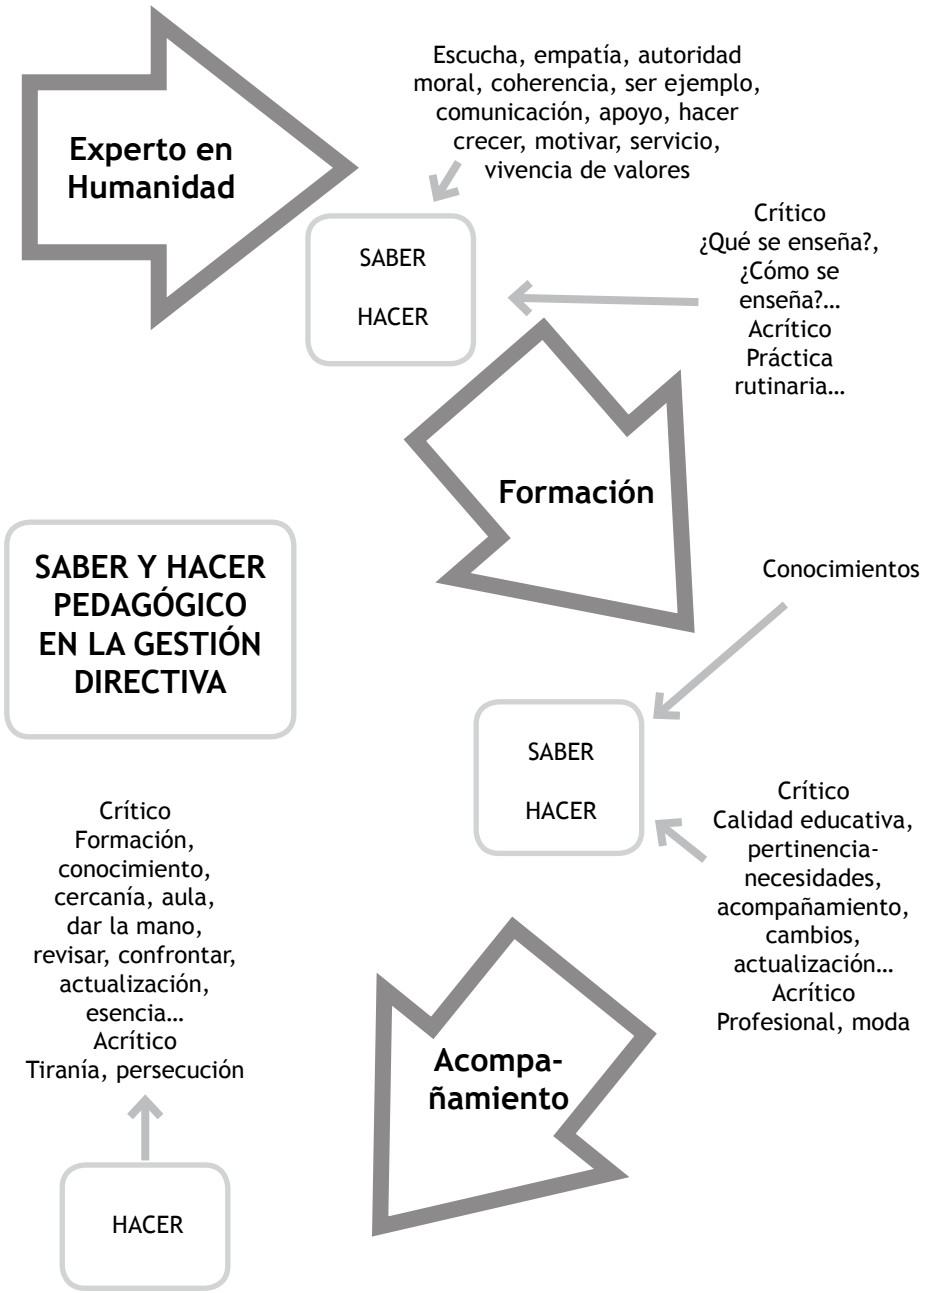 Escucha, empatía, autoridad
moral, coherencia, ser ejemplo,
comunicación, apoyo, hacer
crecer, motivar, servicio,
vivencia de valores
Experto en
Humanidad
SABER
HACER
Crítico
¿Qué se enseña?,
¿Cómo se
enseña?...
Acrítico
Práctica
rutinaria...
Formación
SABER Y HACER
PEDAGÓGICO
EN LA GESTIÓN
DIRECTIVA
Conocimientos
SABER
HACER
Crítico
Calidad educativa,
pertinencia-
necesidades,
acompañamiento,
cambios,
actualización...
Acrítico
Profesional, moda
Crítico
Formación,
conocimiento,
cercanía, aula,
dar la mano,
revisar, confrontar,
actualización,
esencia...
Acrítico
Tiranía, persecución
Acompa-
ñamiento
HACER